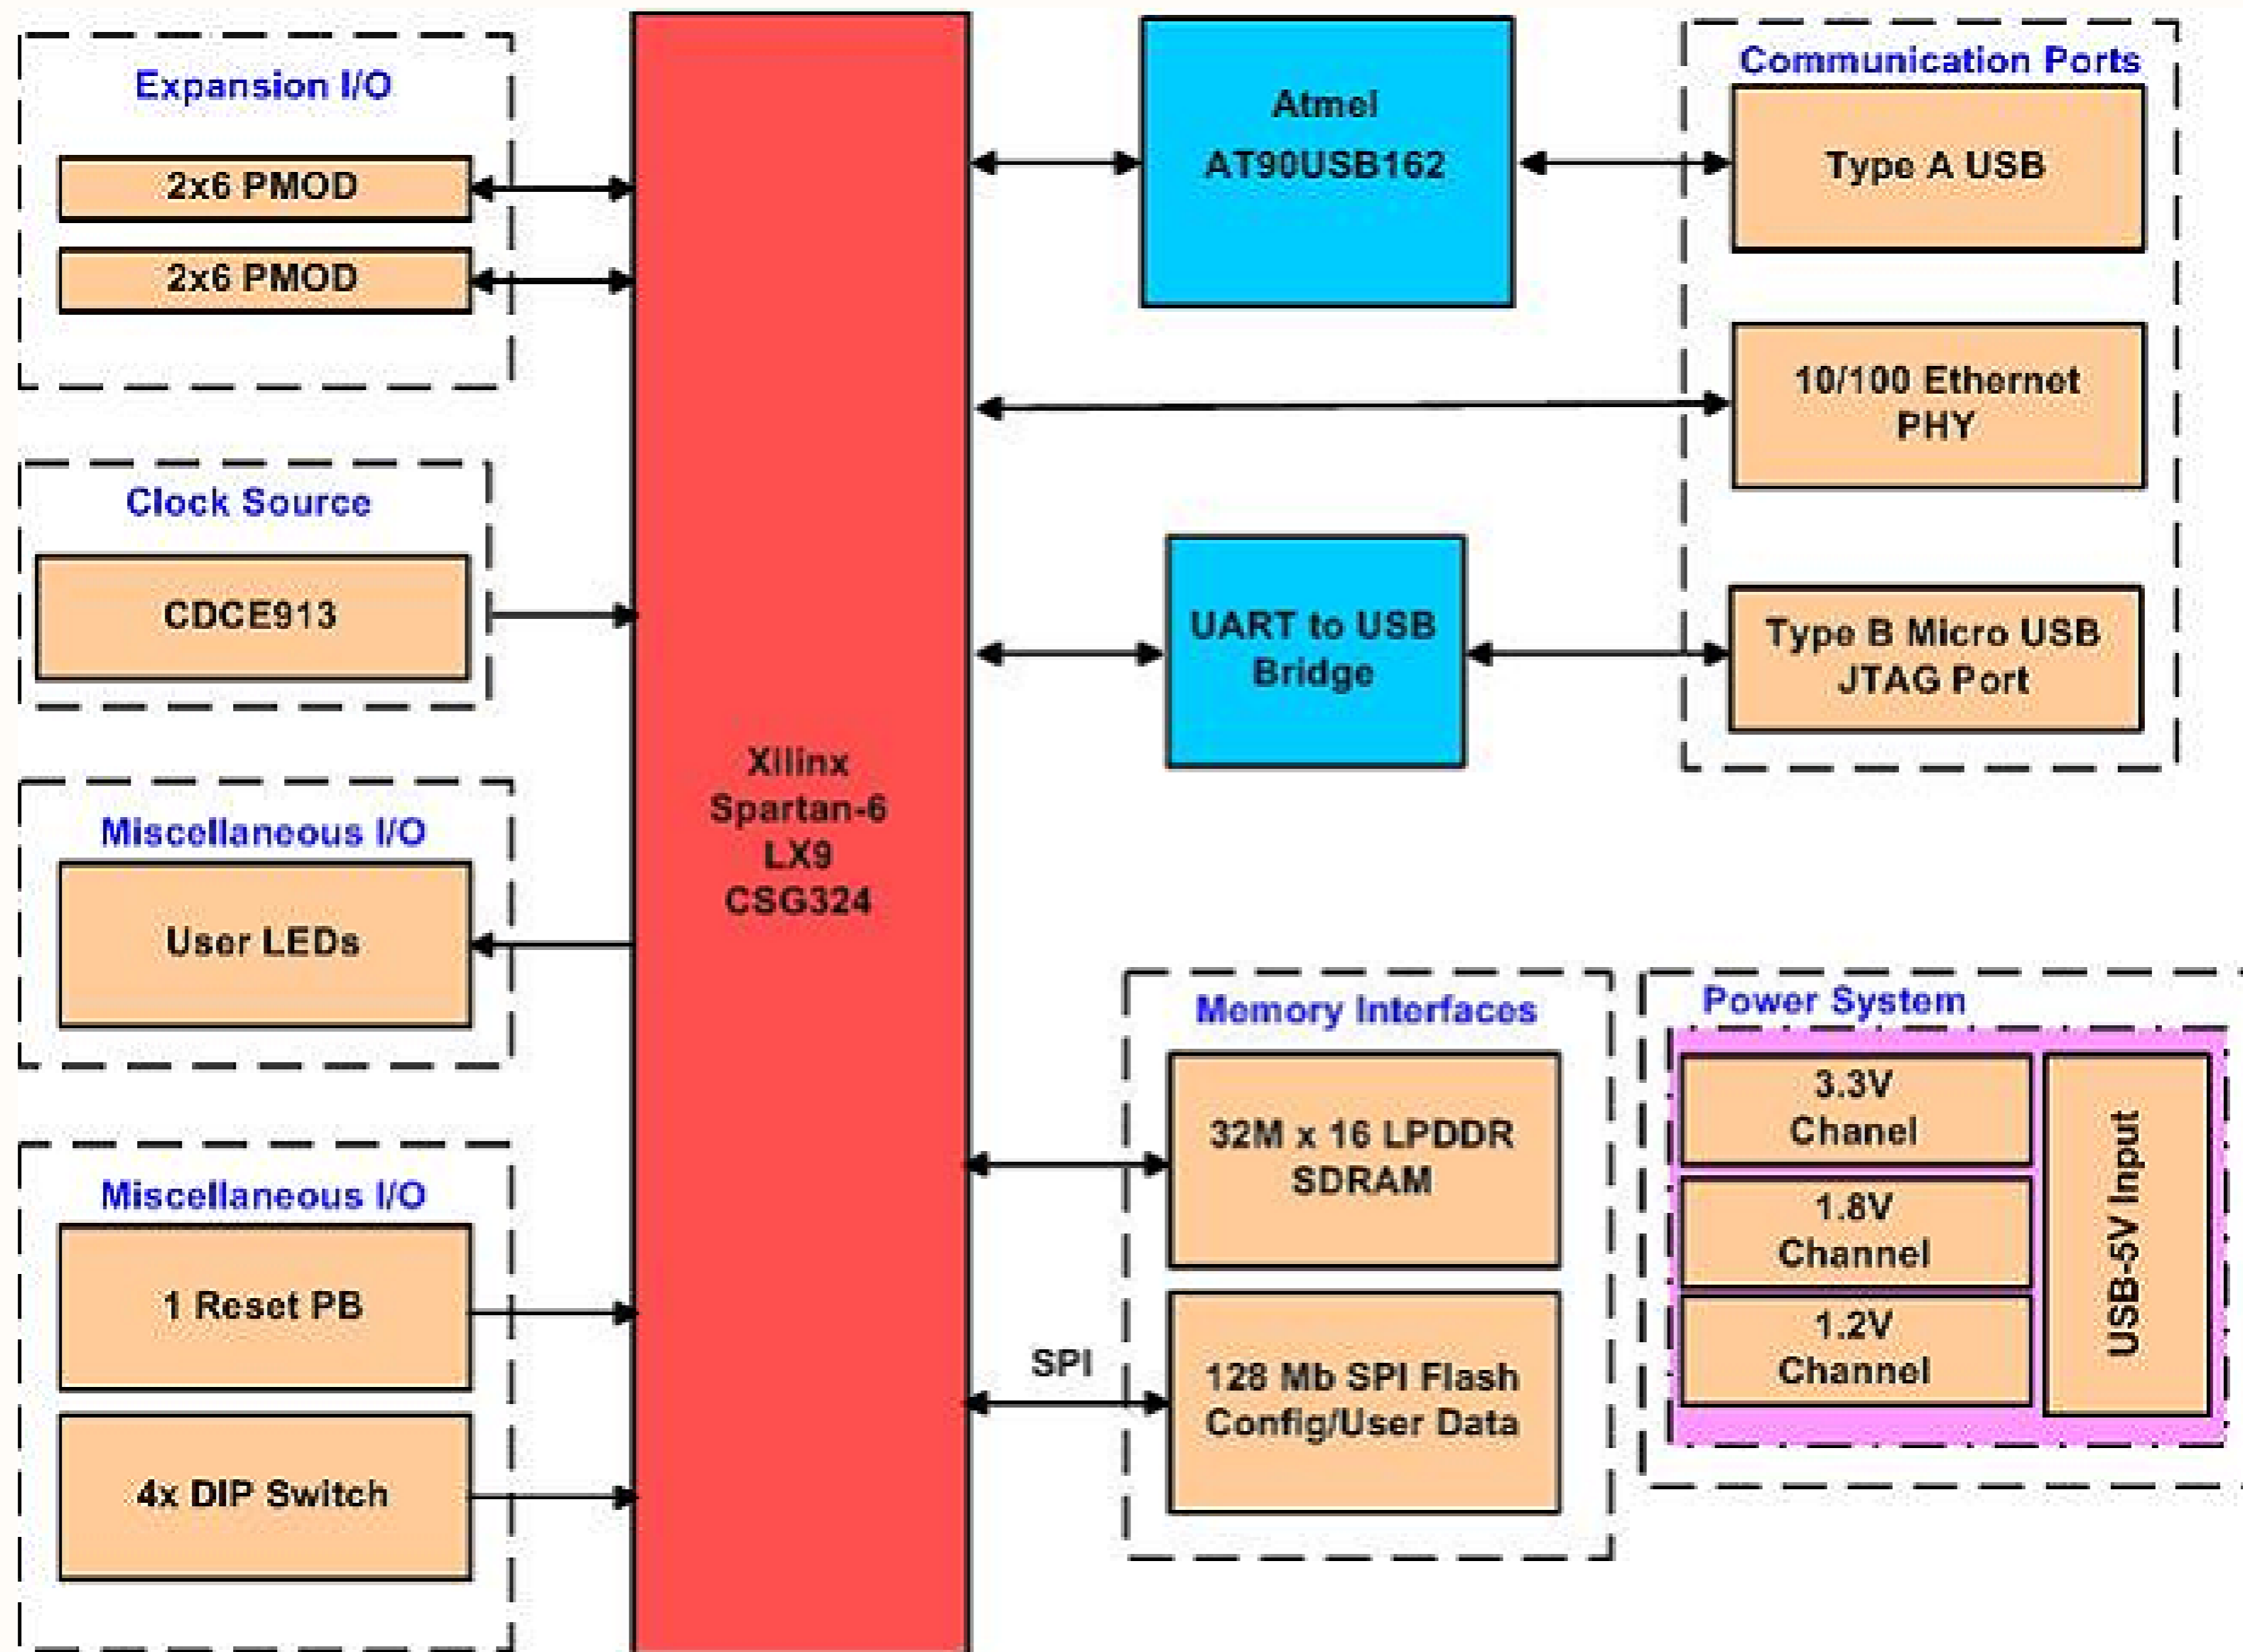 Expansion I/O
2x6 PMOD
2x6 PMOD
Clock Source
CDCE913
Miscellaneous I/O
User LEDs
Miscellaneous I/O
1 Reset PB
4x DIP Switch
Xilinx
Spartan-6
LX9
CSG324
Atmel
AT90USB162
UART to USB
Bridge
Communication Ports
Type A USB
10/100 Ethernet
PHY
Type B Micro USB
JTAG Port
Memory Interfaces
32M x 16 LPDDR
SDRAM
SPI
128 Mb SPI Flash
Config/User Data
Power System
3.3V
Chanel
1.8V
Channel
1.2V
Channel
USB-5V Input